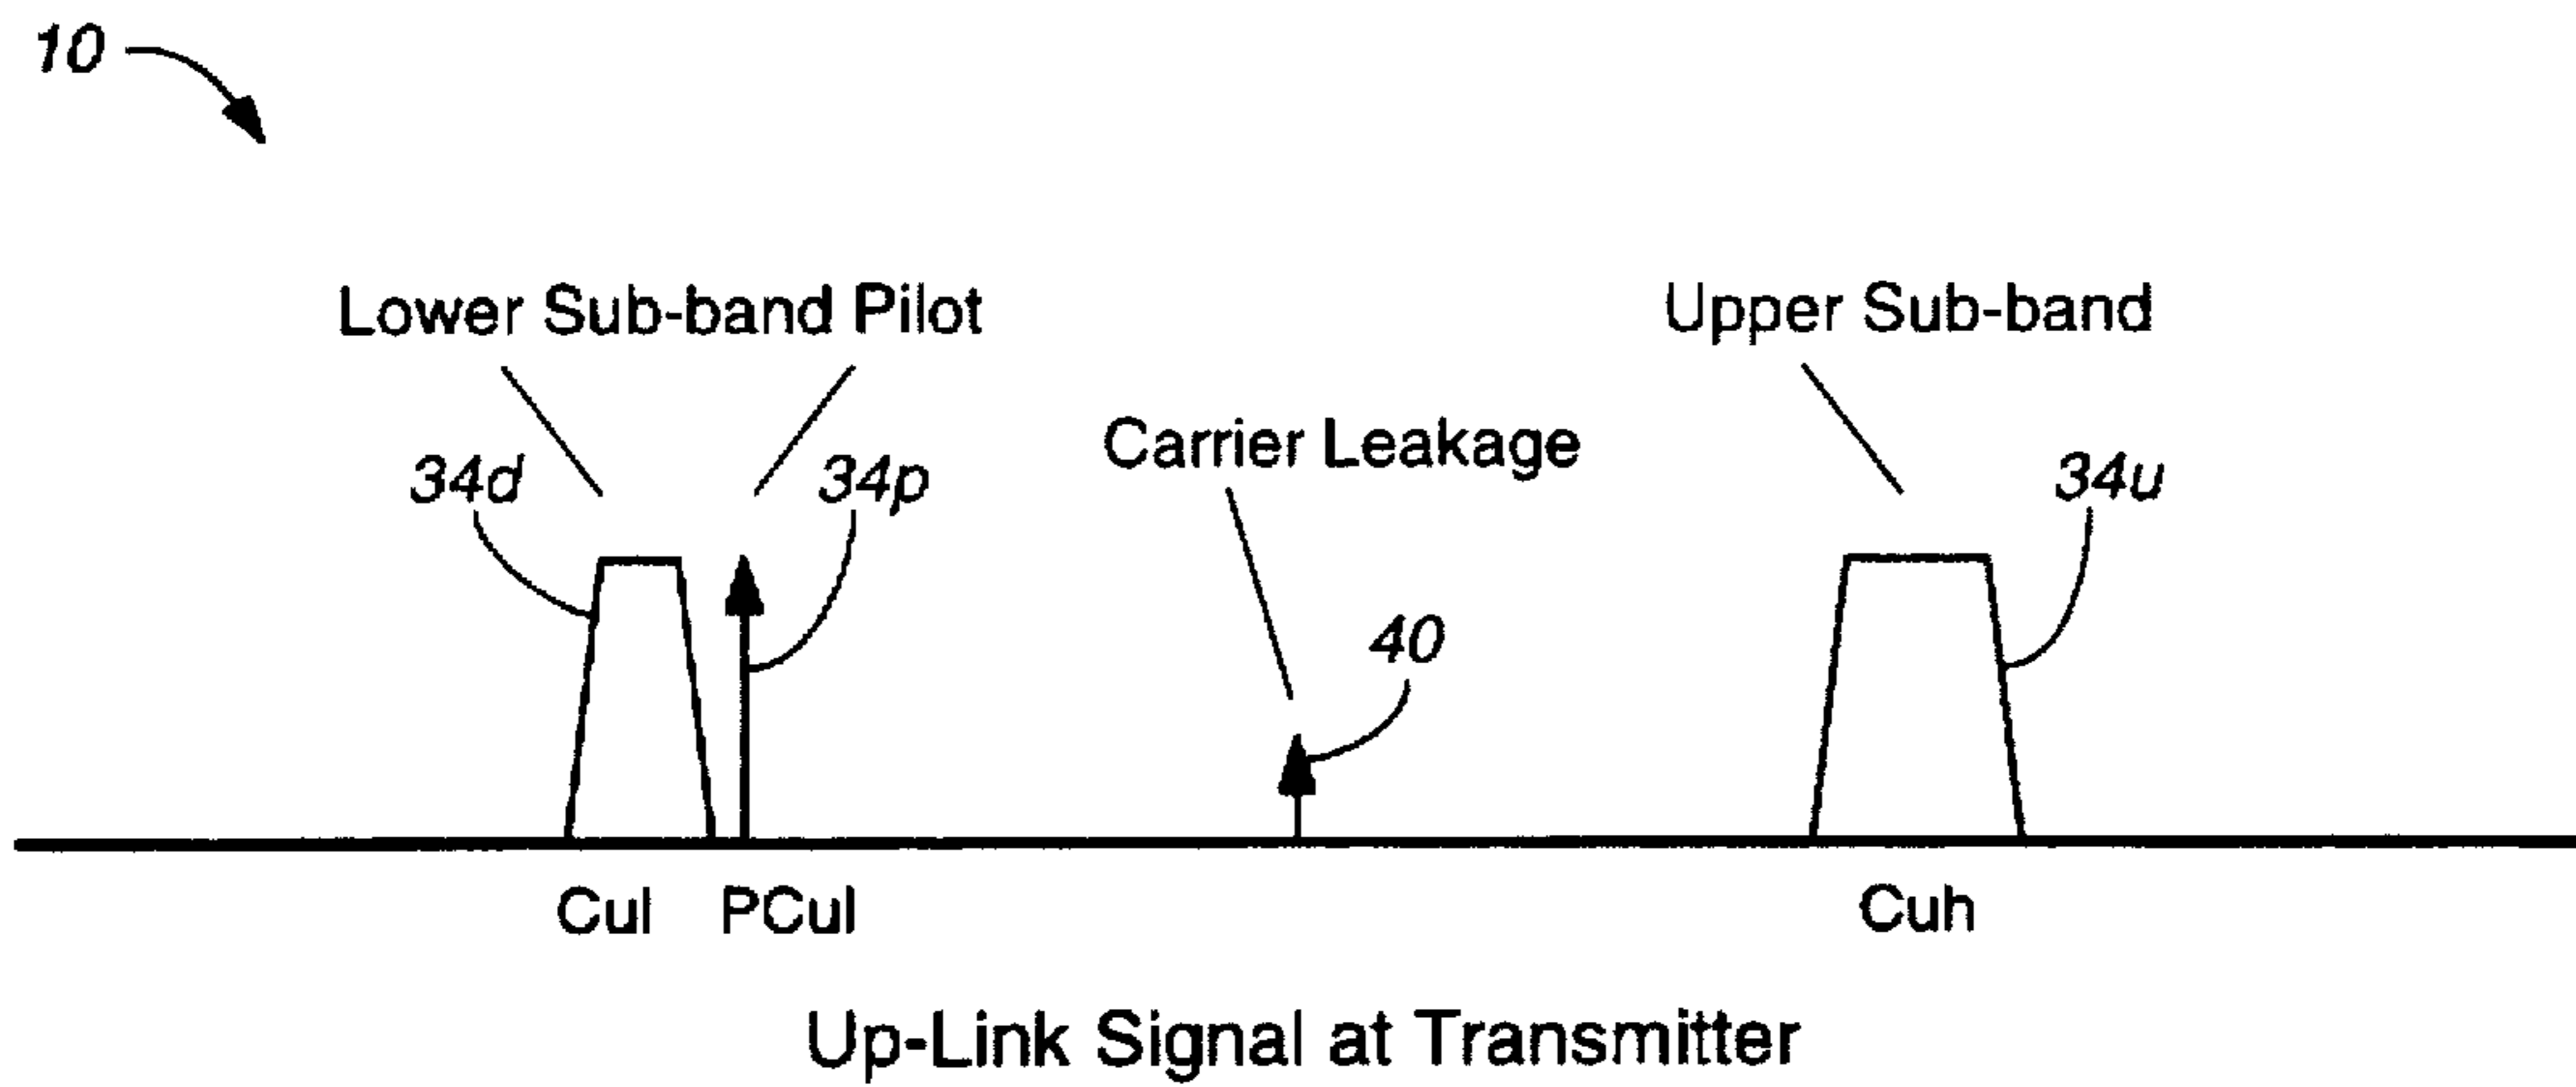 10
Lower Sub-band Pilot
Upper Sub-band
Carrier Leakage
34d
34p
34u
40
Cul
PCul
Cuh
Up-Link Signal at Transmitter